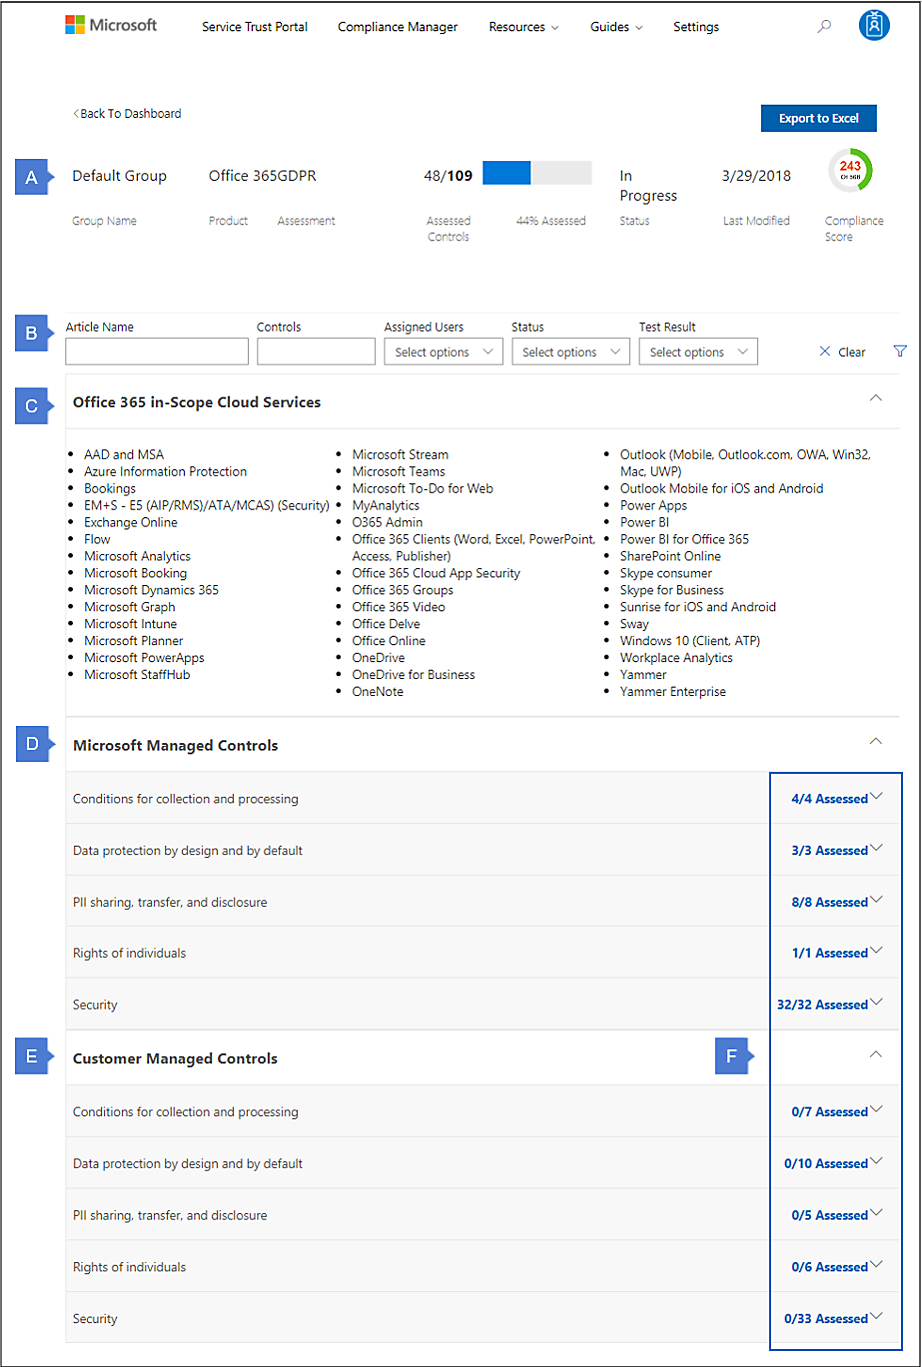 Microsoft Service Trust Portal Compliance Manager Resources Guides Settings
Back To Dashboard
Export to Excel
A
Default Group Office 365GDPR 48/109 In Progress 3/29/2018 243
Group Name Product Assessment Assessed Controls 44% Assessed Status Last Modified Compliance Score
B
Article Name Controls Assigned Users Status Test Result
Select options Select options Select options Clear
C
Office 365 in-Scope Cloud Services
• AAD and MSA
• Azure Information Protection
• Bookings
• EM+S - E5 (AIP/RMS)/ATA/MCAS) (Security)
• Exchange Online
• Flow
• Microsoft Analytics
• Microsoft Booking
• Microsoft Dynamics 365
• Microsoft Graph
• Microsoft Intune
• Microsoft Planner
• Microsoft PowerApps
• Microsoft StaffHub
• Microsoft Stream
• Microsoft Teams
• Microsoft To-Do for Web
• MyAnalytics
• O365 Admin
• Office 365 Clients (Word, Excel, PowerPoint,
Access, Publisher)
• Office 365 Cloud App Security
• Office 365 Groups
• Office 365 Video
• Office Delve
• Office Online
• OneDrive
• OneDrive for Business
• OneNote
• Outlook (Mobile, Outlook.com, OWA, Win32,
Mac, UWP)
• Outlook Mobile for iOS and Android
• Power Apps
• Power BI
• Power BI for Office 365
• SharePoint Online
• Skype consumer
• Skype for Business
• Sunrise for iOS and Android
• Sway
• Windows 10 (Client, ATP)
• Workplace Analytics
• Yammer
• Yammer Enterprise
D
Microsoft Managed Controls
Conditions for collection and processing 4/4 Assessed
Data protection by design and by default 3/3 Assessed
PII sharing, transfer, and disclosure 8/8 Assessed
Rights of individuals 1/1 Assessed
Security 32/32 Assessed
E
Customer Managed Controls
F
Conditions for collection and processing 0/7 Assessed
Data protection by design and by default 0/10 Assessed
PII sharing, transfer, and disclosure 0/5 Assessed
Rights of individuals 0/6 Assessed
Security 0/33 Assessed